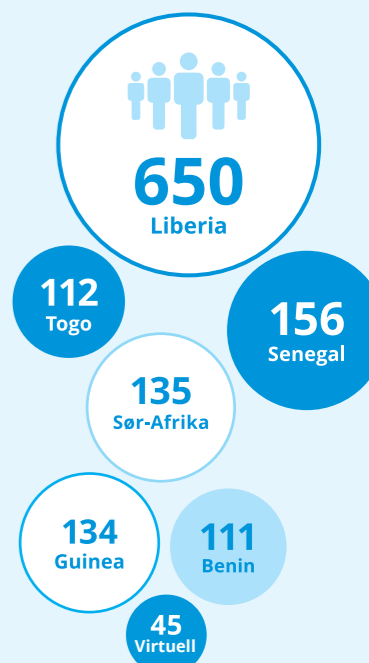 650
Liberia
112
Togo
156
Senegal
135
Sør-Afrika
134
Guinea
111
Benin
45
Virtuell